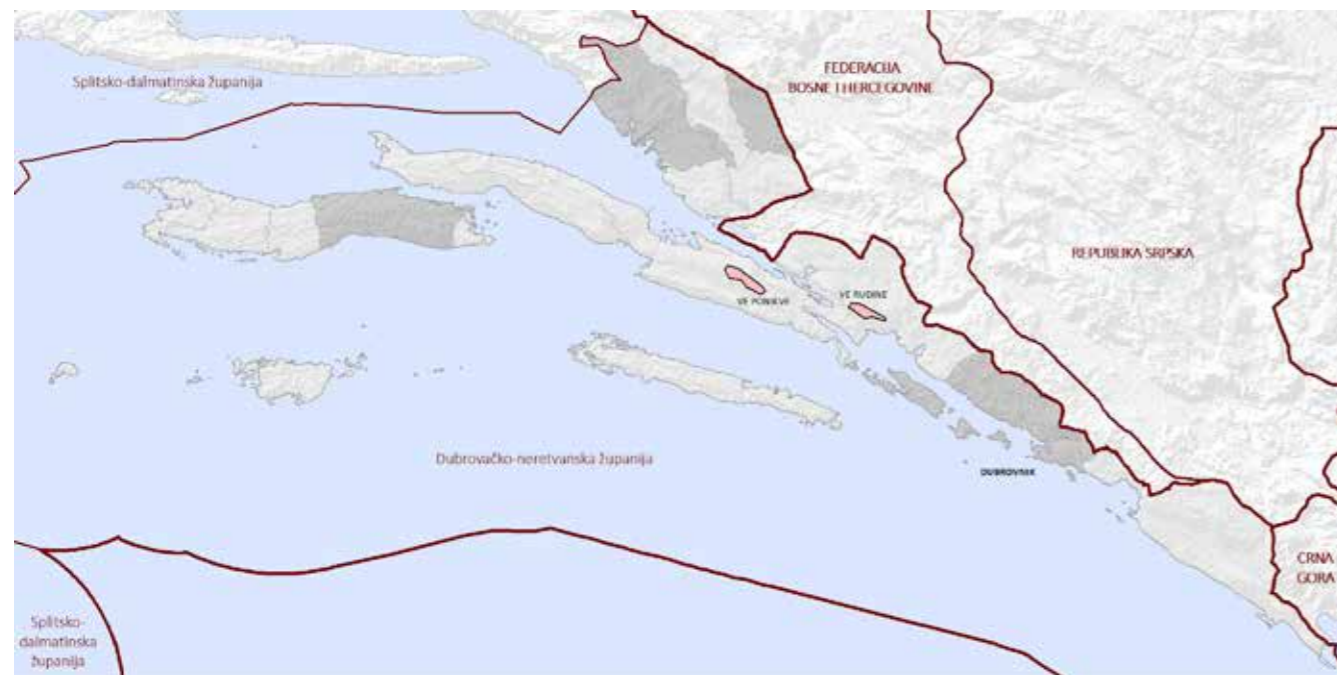 Splitsko-dalmatinska županija
FEDERACIJA
BOSNE I HERCEGOVINE
REPUBLIKA SRPSKA
VE PONIKVE
VE RUDINE
Dubrovačko-neretvanska županija
DUBROVNIK
CRNA
GORA
Splitsko-
dalmatinska
županija